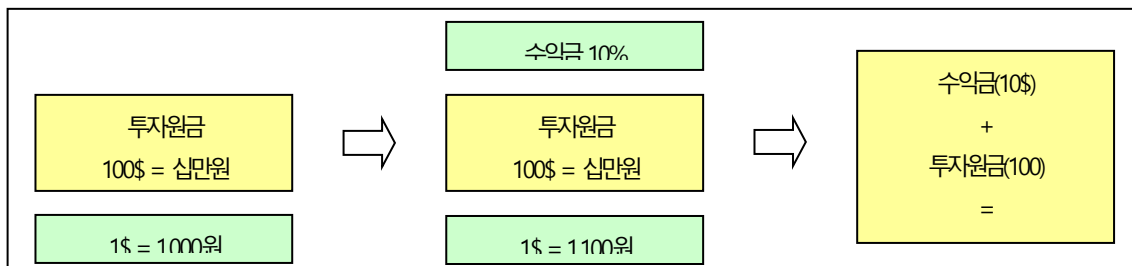 수익금 10%
투자원금
100$ = 십만원
1$ = 1000원
투자원금
100$ = 십만원
1$ = 1100원
수익금(10$)
+
투자원금(100)
=